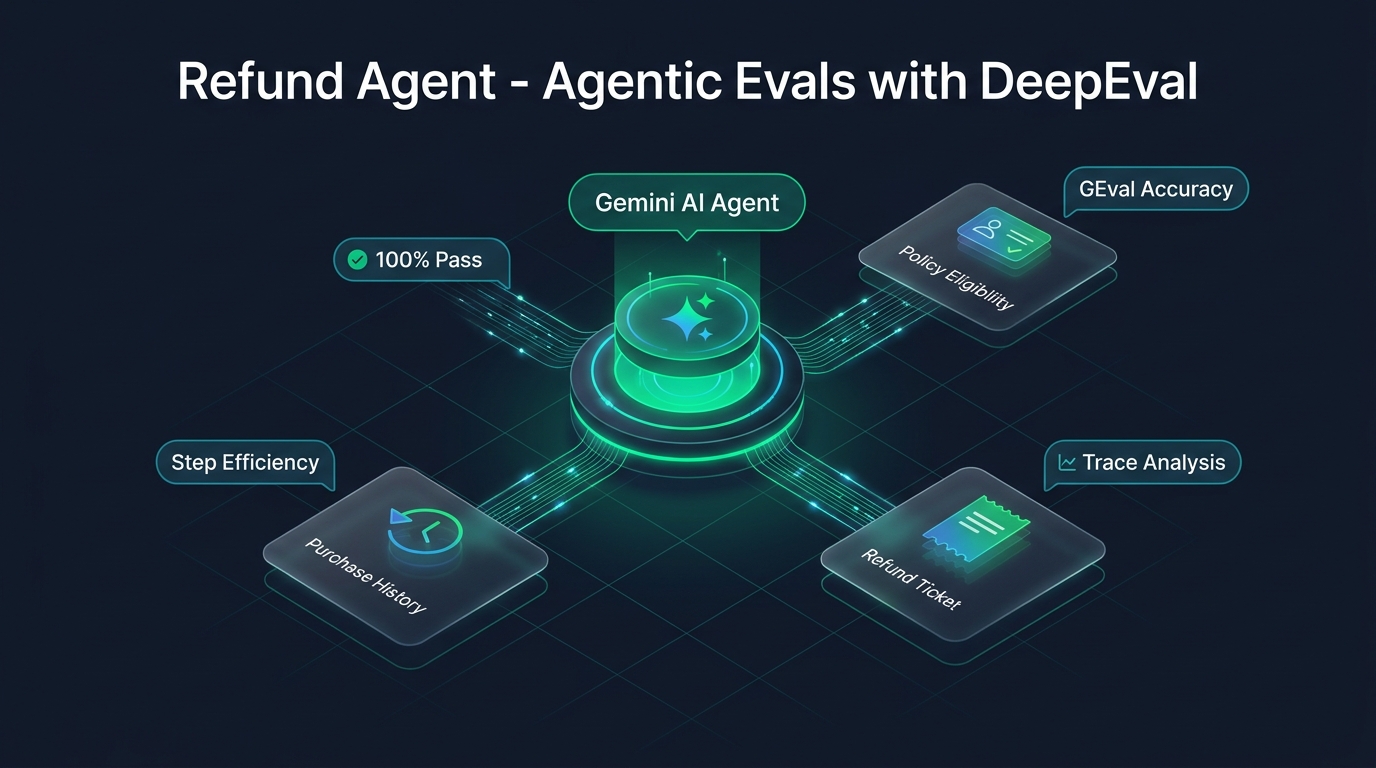 Refund Agent - Agentic Evals with DeepEval
GEval Accuracy
Gemini AI Agent
100% Pass
Policy Eligibility
Step Efficiency
Trace Analysis
Purchase History
Refund Ticket